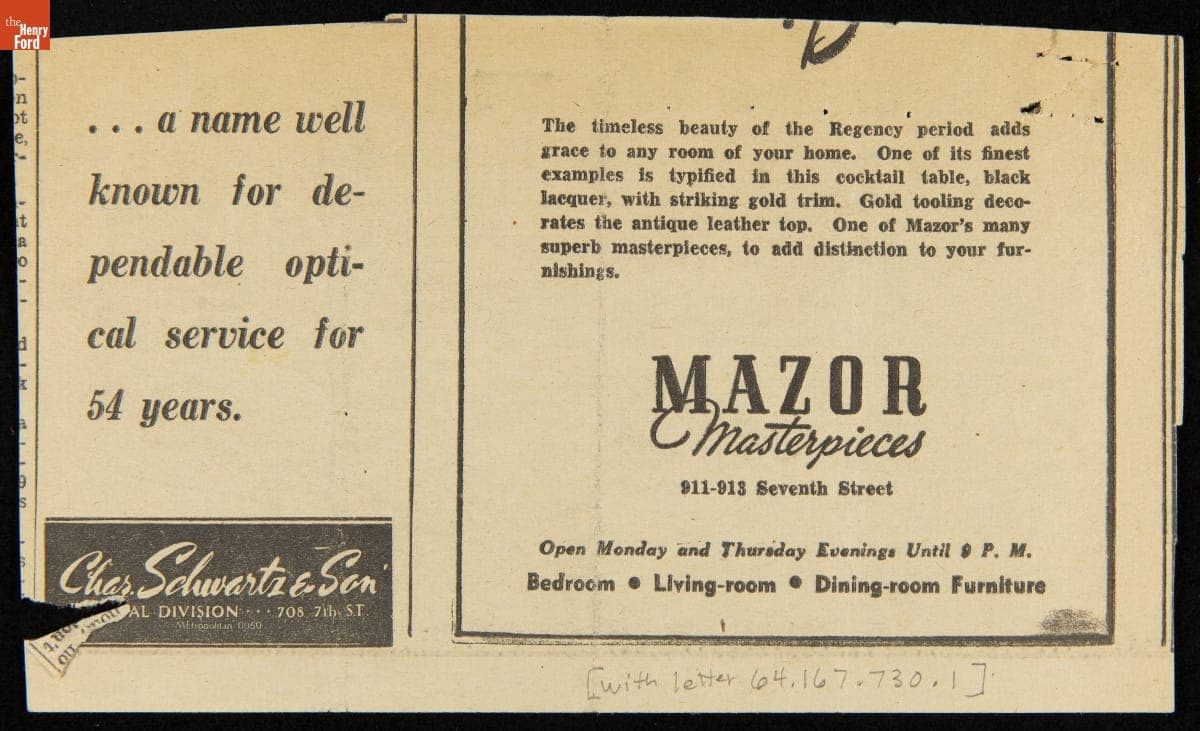 the
Henry
Ford
. . . a name well
known for de-
pendable opti-
cal service for
54 years.
Chas. Schwartz & Son
AL DIVISION · · · 708 7th ST.
MEtropolitan 0060
The timeless beauty of the Regency period adds
grace to any room of your home. One of its finest
examples is typified in this cocktail table, black
lacquer, with striking gold trim. Gold tooling deco-
rates the antique leather top. One of Mazor's many
superb masterpieces, to add distinction to your fur-
nishings.
MAZOR
Masterpieces
911-913 Seventh Street
Open Monday and Thursday Evenings Until 9 P. M.
Bedroom • Living-room • Dining-room Furniture
[with letter 64.167.730.1]